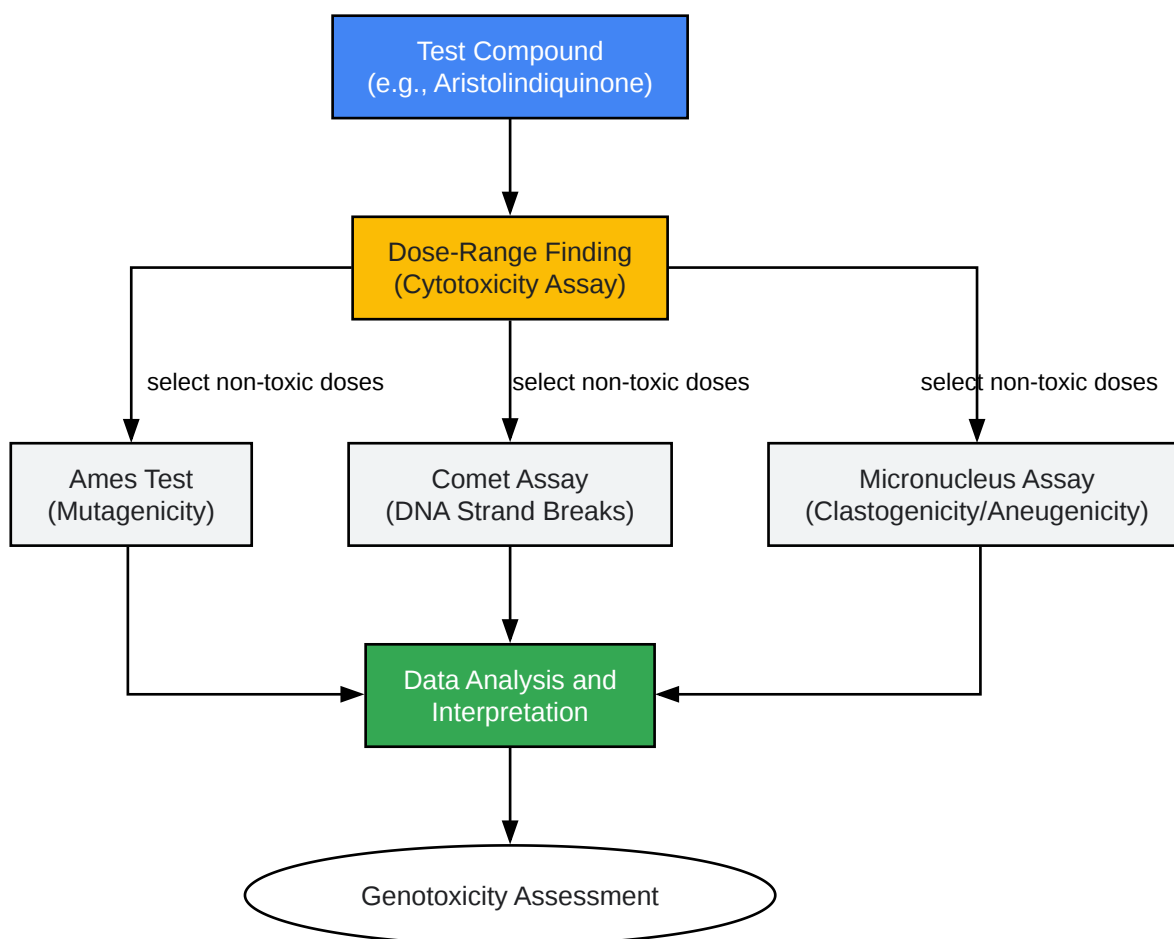 Test Compound
(e.g., Aristolindiquinone)
Dose-Range Finding
(Cytotoxicity Assay)
select non-toxic doses
select non-toxic doses
select non-toxic doses
Ames Test
(Mutagenicity)
Comet Assay
(DNA Strand Breaks)
Micronucleus Assay
(Clastogenicity/Aneugenicity)
Data Analysis and
Interpretation
Genotoxicity Assessment